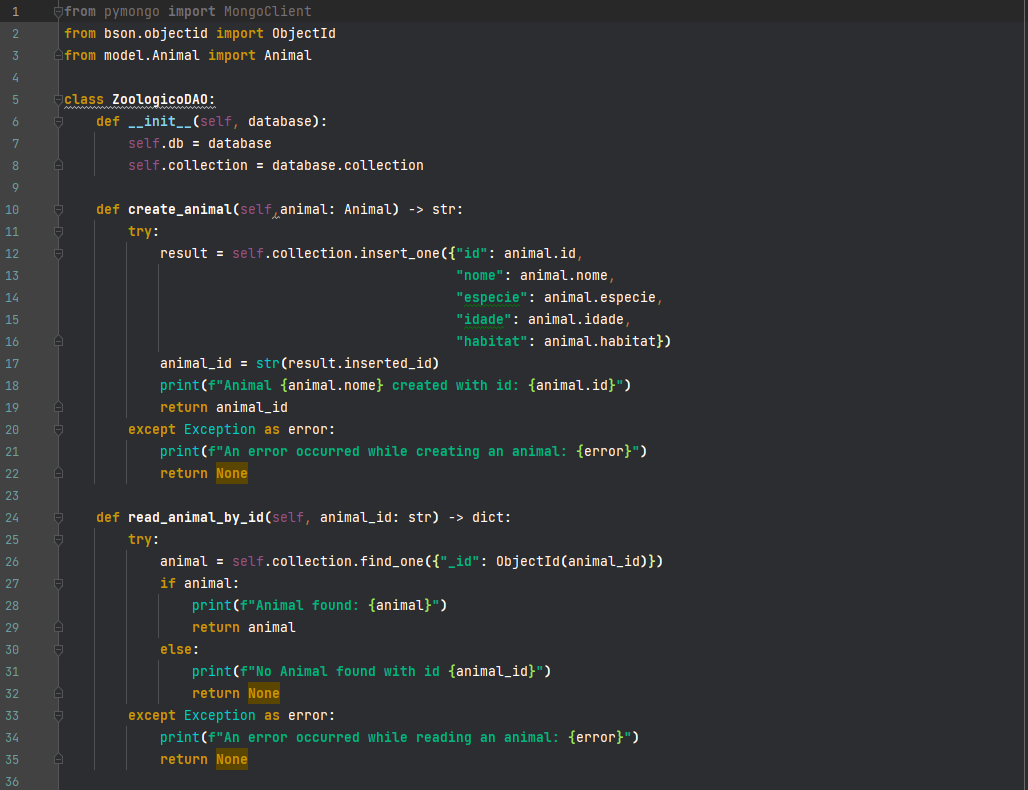 1 from pymongo import MongoClient
2 from bson.objectid import ObjectId
3 from model.Animal import Animal
4
5 class ZoologicoDAO:
6     def __init__(self, database):
7         self.db = database
8         self.collection = database.collection
9
10     def create_animal(self,animal: Animal) -> str:
11         try:
12             result = self.collection.insert_one({"id": animal.id,
13                                                  "nome": animal.nome,
14                                                  "especie": animal.especie,
15                                                  "idade": animal.idade,
16                                                  "habitat": animal.habitat})
17             animal_id = str(result.inserted_id)
18             print(f"Animal {animal.nome} created with id: {animal.id}")
19             return animal_id
20         except Exception as error:
21             print(f"An error occurred while creating an animal: {error}")
22             return None
23
24     def read_animal_by_id(self, animal_id: str) -> dict:
25         try:
26             animal = self.collection.find_one({"_id": ObjectId(animal_id)})
27             if animal:
28                 print(f"Animal found: {animal}")
29                 return animal
30             else:
31                 print(f"No Animal found with id {animal_id}")
32                 return None
33         except Exception as error:
34             print(f"An error occurred while reading an animal: {error}")
35             return None
36